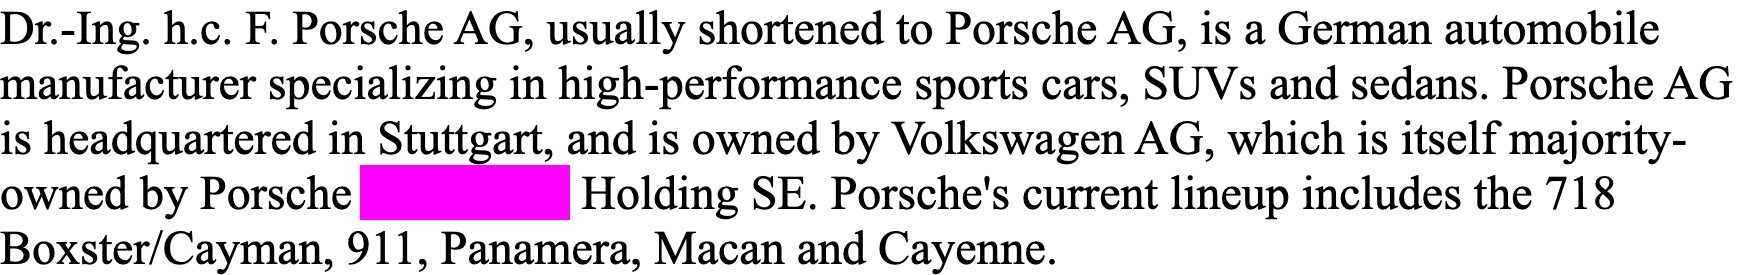 Dr.-Ing. h.c. F. Porsche AG, usually shortened to Porsche AG, is a German automobile
manufacturer specializing in high-performance sports cars, SUVs and sedans. Porsche AG
is headquartered in Stuttgart, and is owned by Volkswagen AG, which is itself majority-
owned by Porsche Holding SE. Porsche's current lineup includes the 718
Boxster/Cayman, 911, Panamera, Macan and Cayenne.